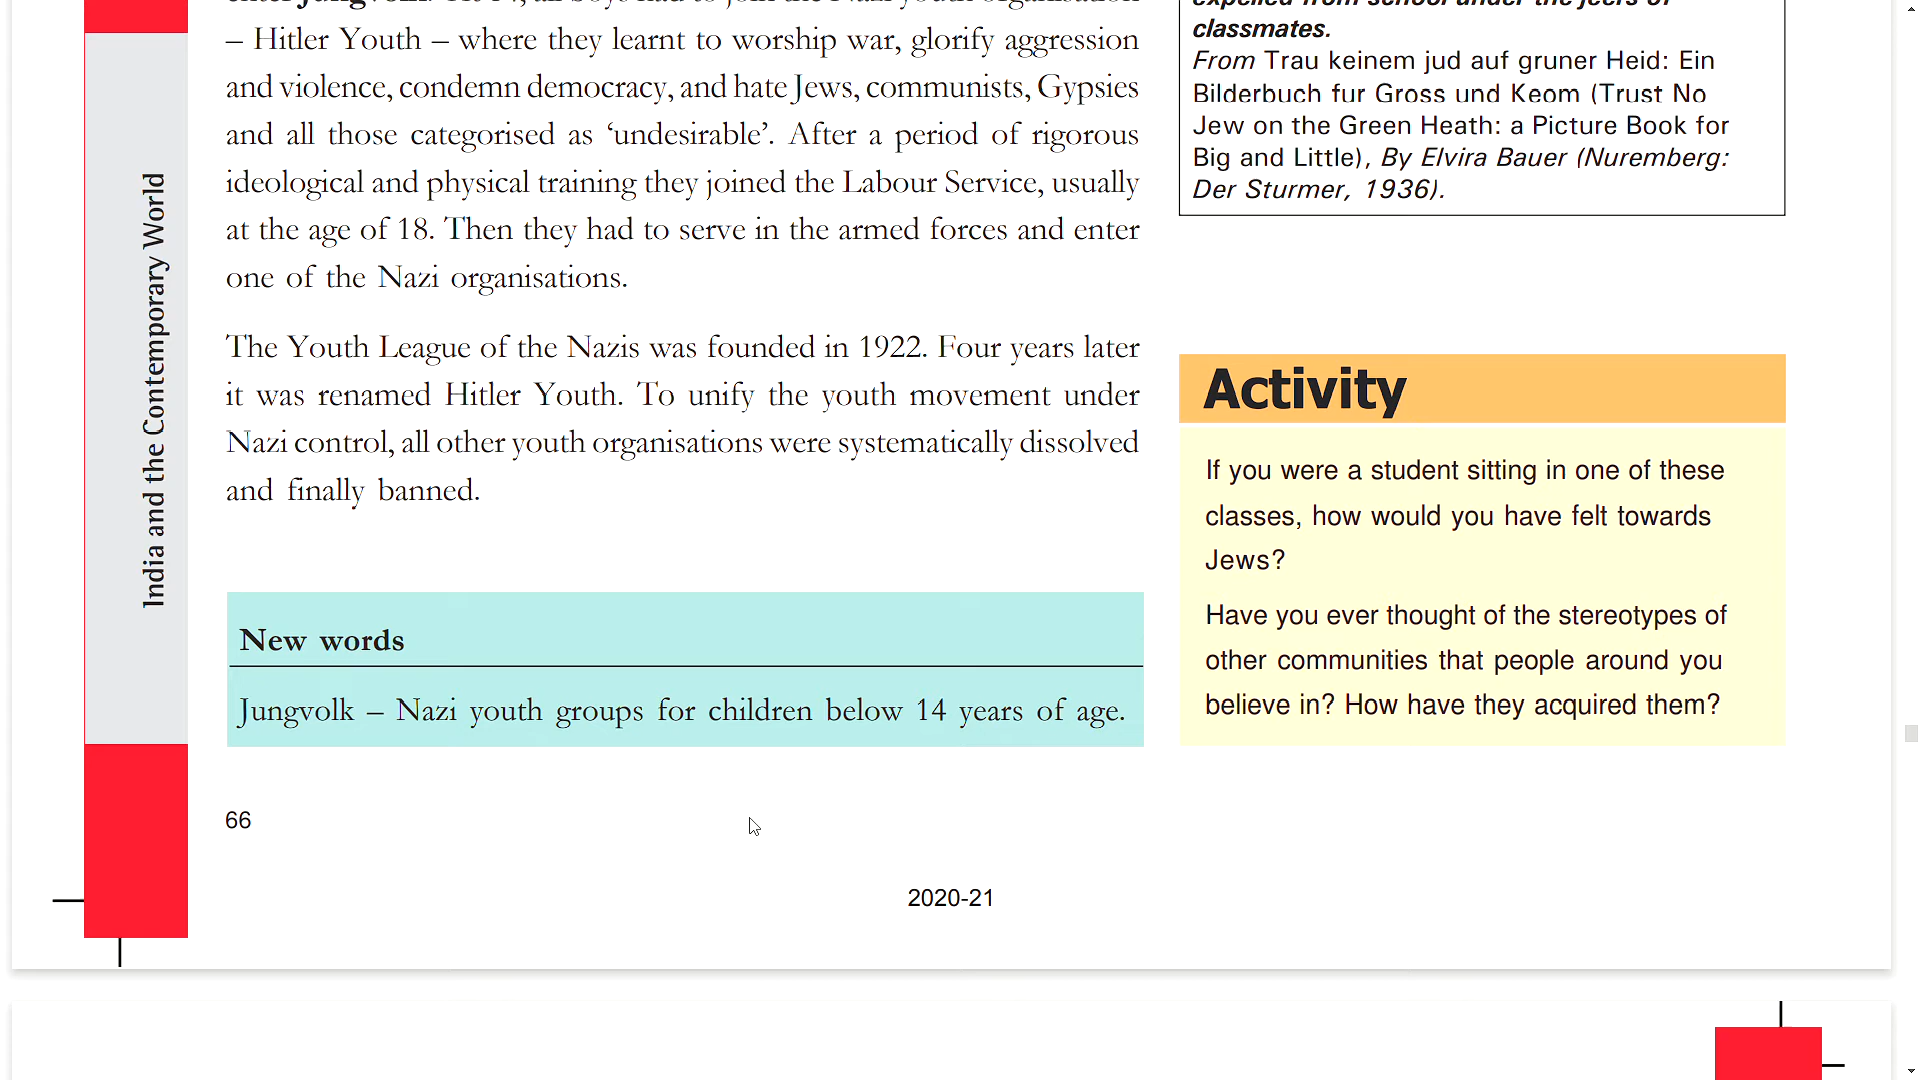 – Hitler Youth – where they learnt to worship war, glorify aggression
and violence, condemn democracy, and hate Jews, communists, Gypsies
and all those categorised as ‘undesirable’. After a period of rigorous
ideological and physical training they joined the Labour Service, usually
at the age of 18. Then they had to serve in the armed forces and enter
one of the Nazi organisations.
The Youth League of the Nazis was founded in 1922. Four years later
it was renamed Hitler Youth. To unify the youth movement under
Nazi control, all other youth organisations were systematically dissolved
and finally banned.
New words
Jungvolk – Nazi youth groups for children below 14 years of age.
expelled from school under the jeers of
classmates.
From Trau keinem jud auf gruner Heid: Ein
Bilderbuch fur Gross und Keom (Trust No
Jew on the Green Heath: a Picture Book for
Big and Little), By Elvira Bauer (Nuremberg:
Der Sturmer, 1936).
Activity
If you were a student sitting in one of these
classes, how would you have felt towards
Jews?
Have you ever thought of the stereotypes of
other communities that people around you
believe in? How have they acquired them?
India and the Contemporary World
66
2020-21